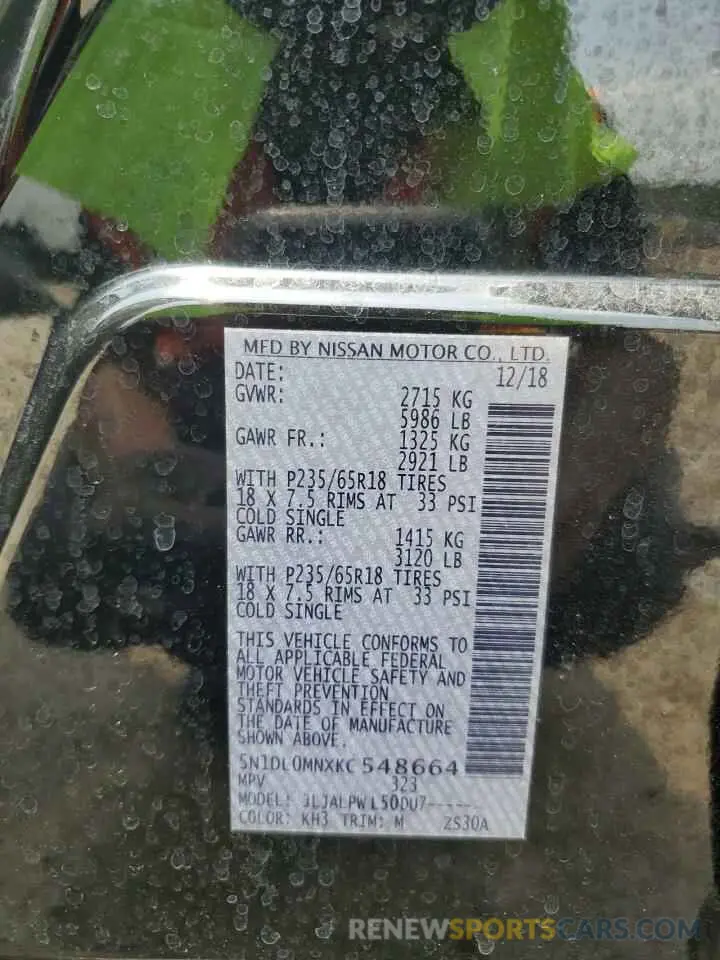 MFD BY NISSAN MOTOR CO., LTD.
DATE: 12/18
GVWR: 2715 KG
5986 LB
GAWR FR.: 1325 KG
2921 LB
WITH P235/65R18 TIRES
18 X 7.5 RIMS AT 33 PSI
COLD SINGLE
GAWR RR.: 1415 KG
3120 LB
WITH P235/65R18 TIRES
18 X 7.5 RIMS AT 33 PSI
COLD SINGLE
THIS VEHICLE CONFORMS TO
ALL APPLICABLE FEDERAL
MOTOR VEHICLE SAFETY AND
THEFT PREVENTION
STANDARDS IN EFFECT ON
THE DATE OF MANUFACTURE
SHOWN ABOVE.
5N1DL0MNXKC548664
MPV 323
MODEL: JLJALPWL50DU7-----
COLOR: KH3 TRIM: M 2S30A
RENEWSPORTSCARS.COM